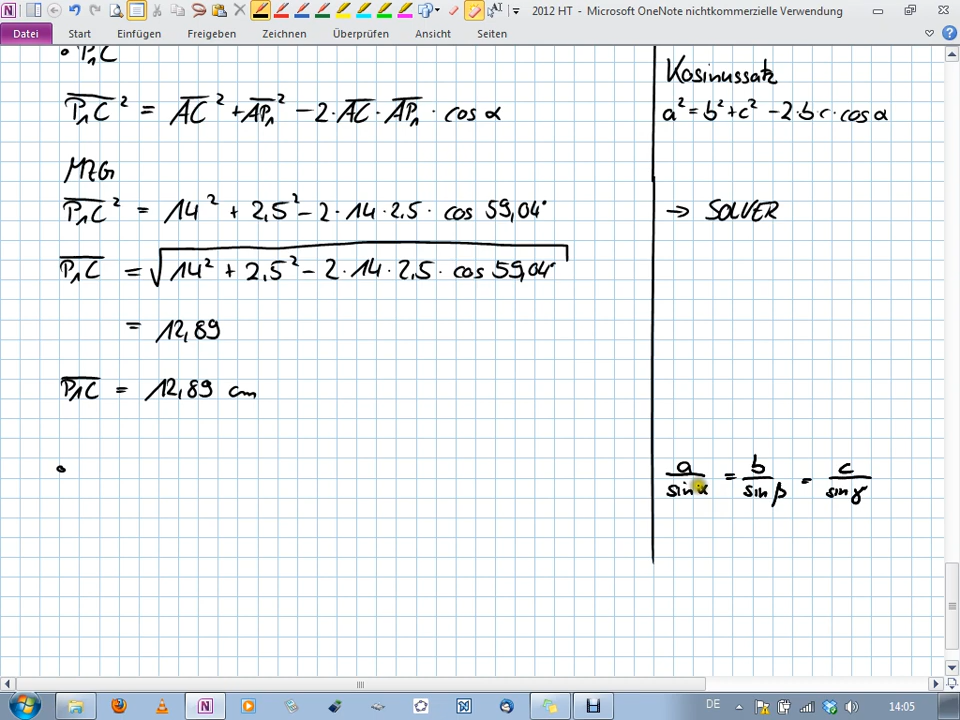 2012 HT - Microsoft OneNote nichtkommerzielle Verwendung
Datei Start Einfügen Freigeben Zeichnen Überprüfen Ansicht Seiten
• P₁C
P₁C² = AC² + AP₁² − 2·AC·AP₁·cos α
MZG
P₁C² = 14² + 2,5² − 2·14·2,5·cos 59,04°
P₁C = √14² + 2,5² − 2·14·2,5·cos 59,04°
= 12,89
P₁C = 12,89 cm
•
Kosinussatz
a² = b² + c² − 2·b c·cos α
→ SOLVER
a/sin α = b/sin β = c/sin γ
DE 14:05